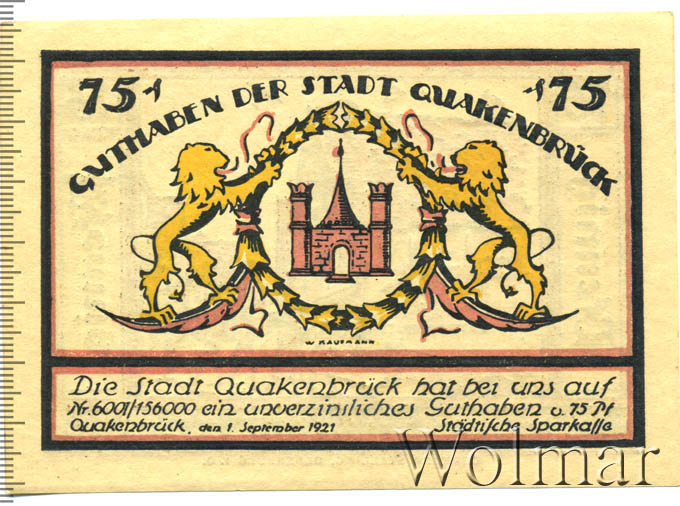 75₰ ₰75
GUTHABEN DER STADT QUAKENBRÜCK
W KAUFMANN
Die Stadt Quakenbrück hat bei uns auf
Nr. 6001/156000 ein unverzinsliches Guthaben v. 75 Pf
Quakenbrück, den 1. September 1921 Städtische Sparkasse
Wolmar